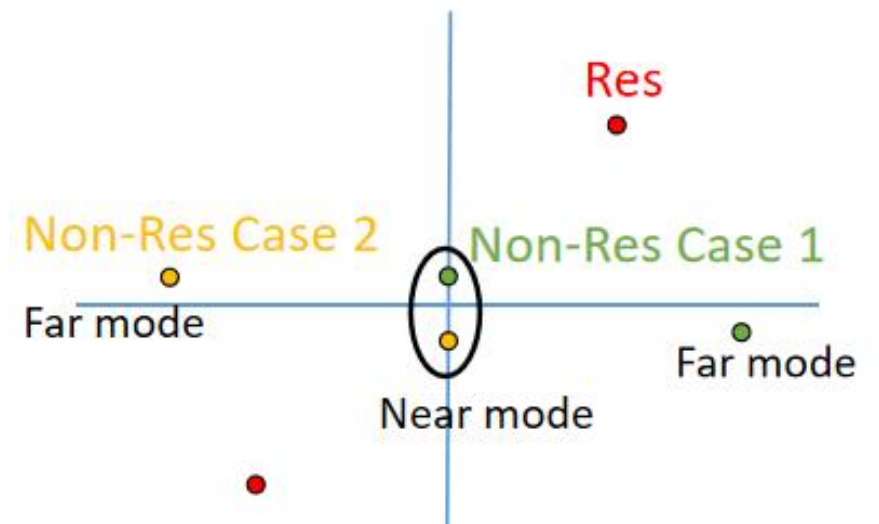 Res
Non-Res Case 2
Non-Res Case 1
Far mode
Far mode
Near mode